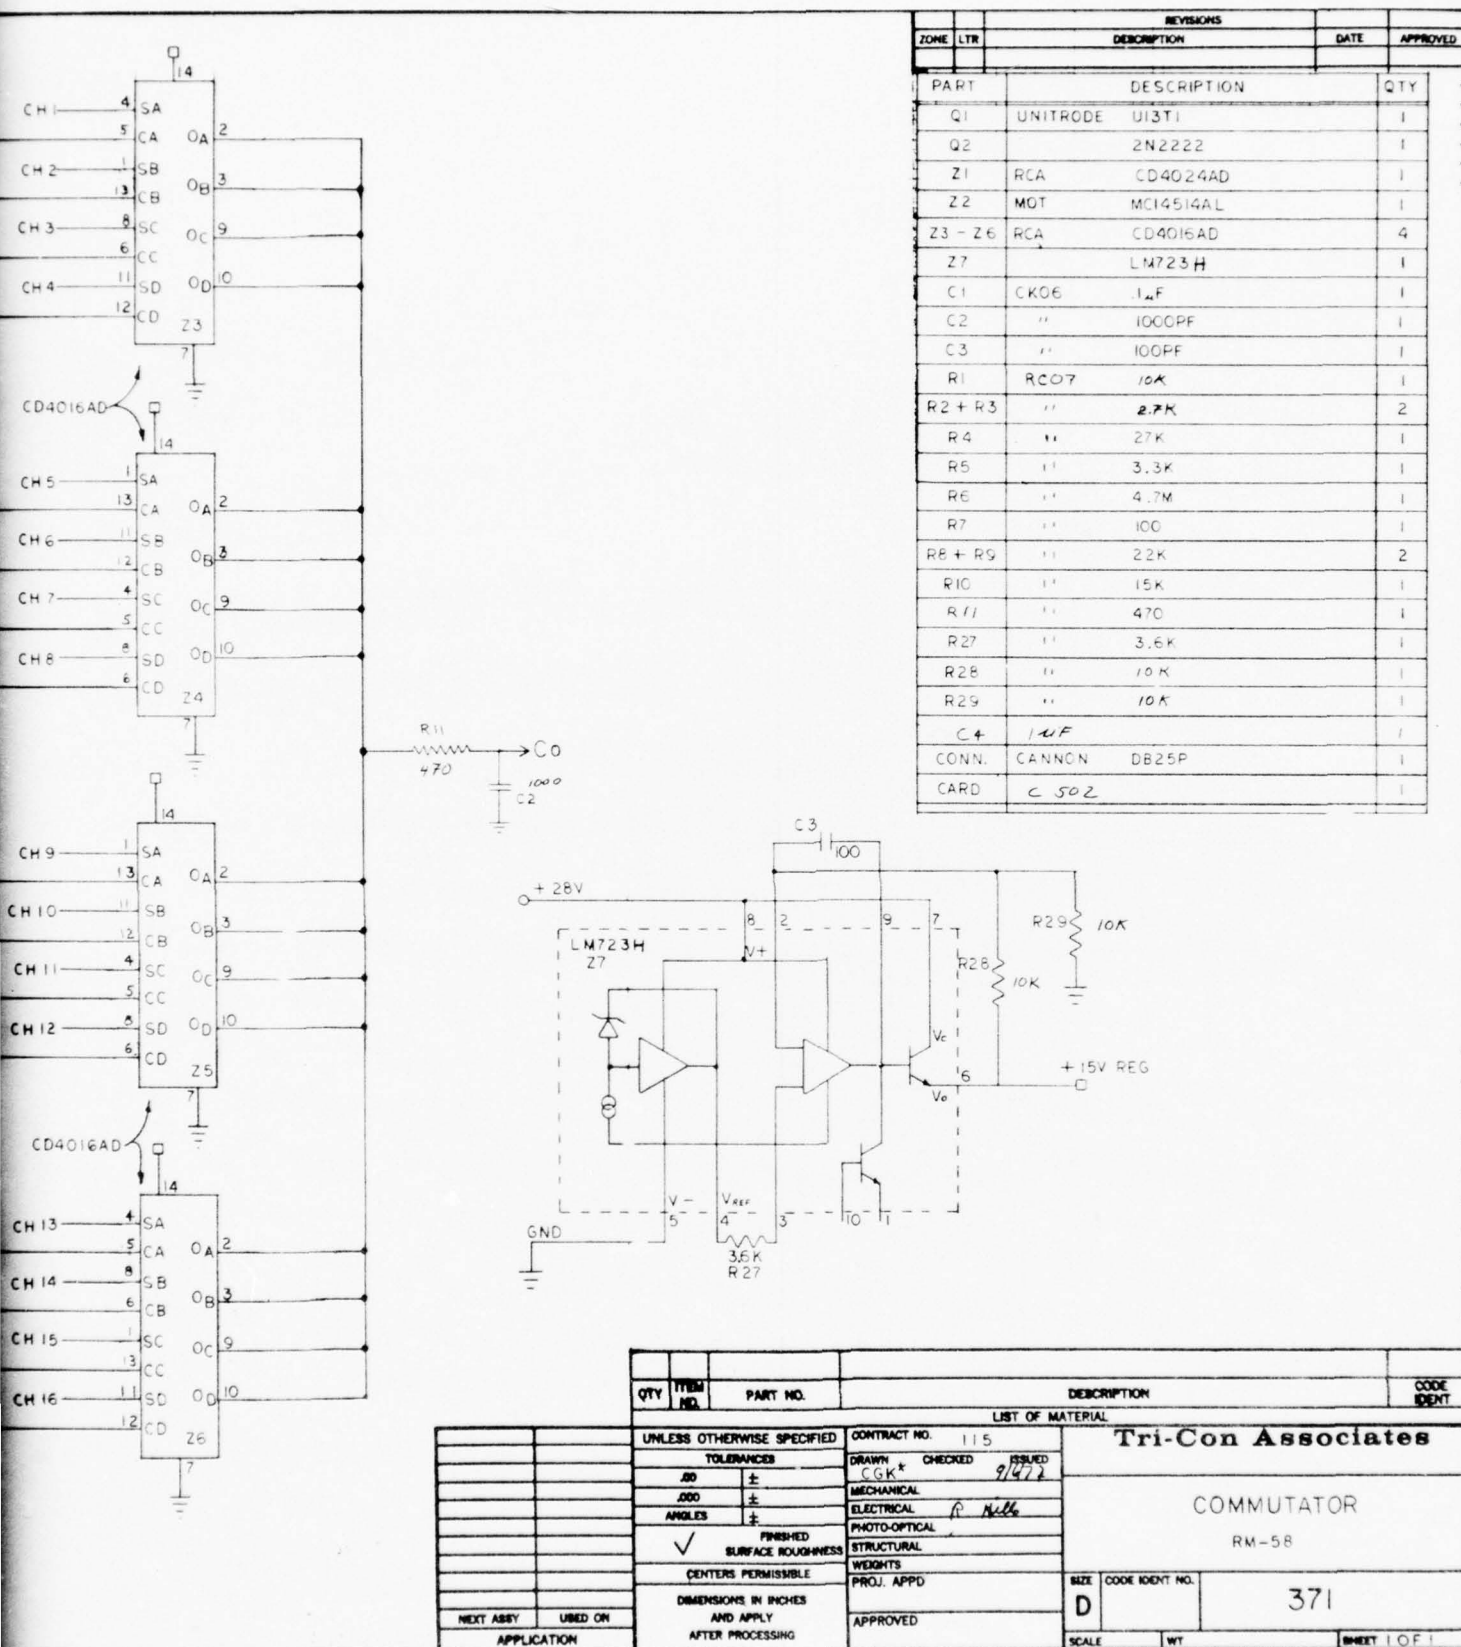 REVISIONS
ZONE LTR DESCRIPTION DATE APPROVED
PART DESCRIPTION QTY
Q1 UNITRODE U13T1 1
Q2 2N2222 1
Z1 RCA CD4024AD 1
Z2 MOT MC14514AL 1
Z3 - Z6 RCA CD4016AD 4
Z7 LM723H 1
C1 CK06 .1µF 1
C2 " 1000PF 1
C3 " 100PF 1
R1 RC07 10K 1
R2 + R3 " 2.7K 2
R4 " 27K 1
R5 " 3.3K 1
R6 " 4.7M 1
R7 " 100 1
R8 + R9 " 22K 2
R10 " 15K 1
R11 " 470 1
R27 " 3.6K 1
R28 " 10K 1
R29 " 10K 1
C4 1µF 1
CONN. CANNON DB25P 1
CARD C 502 1
14
CH 1 4 SA
5 CA OA 2
CH 2 1 SB
13 CB OB 3
CH 3 8 SC
6 CC OC 9
CH 4 11 SD OD 10
12 CD
Z3
7
CD4016AD
14
CH 5 1 SA
13 CA OA 2
CH 6 11 SB
12 CB OB 3
CH 7 4 SC
5 CC OC 9
CH 8 8 SD OD 10
6 CD
Z4
7
R11
470
C0
1000
C2
14
CH 9 1 SA
13 CA OA 2
CH 10 11 SB
12 CB OB 3
CH 11 4 SC
5 CC OC 9
CH 12 8 SD OD 10
6 CD
Z5
7
CD4016AD
14
CH 13 4 SA
5 CA OA 2
CH 14 8 SB
6 CB OB 3
CH 15 1 SC
13 CC OC 9
CH 16 11 SD OD 10
12 CD
Z6
7
C3
100
+ 28V
8 2 9 7
R29 10K
LM723H
Z7
V+
R28
10K
Vc
6
+ 15V REG
Vo
V - VREF
5 4 3 10 1
GND
3.6K
R27
QTY ITEM NO. PART NO. DESCRIPTION CODE IDENT
LIST OF MATERIAL
UNLESS OTHERWISE SPECIFIED
TOLERANCES
.00 ±
.000 ±
ANGLES ±
√ FINISHED SURFACE ROUGHNESS
CENTERS PERMISSIBLE
DIMENSIONS IN INCHES
AND APPLY
AFTER PROCESSING
CONTRACT NO. 115
DRAWN CHECKED ISSUED
CGK*
MECHANICAL
ELECTRICAL
PHOTO-OPTICAL
STRUCTURAL
WEIGHTS
PROJ. APPD
APPROVED
Tri-Con Associates
COMMUTATOR
RM-58
SIZE CODE IDENT NO.
D 371
SCALE WT SHEET 1 OF 1
NEXT ASSY USED ON
APPLICATION